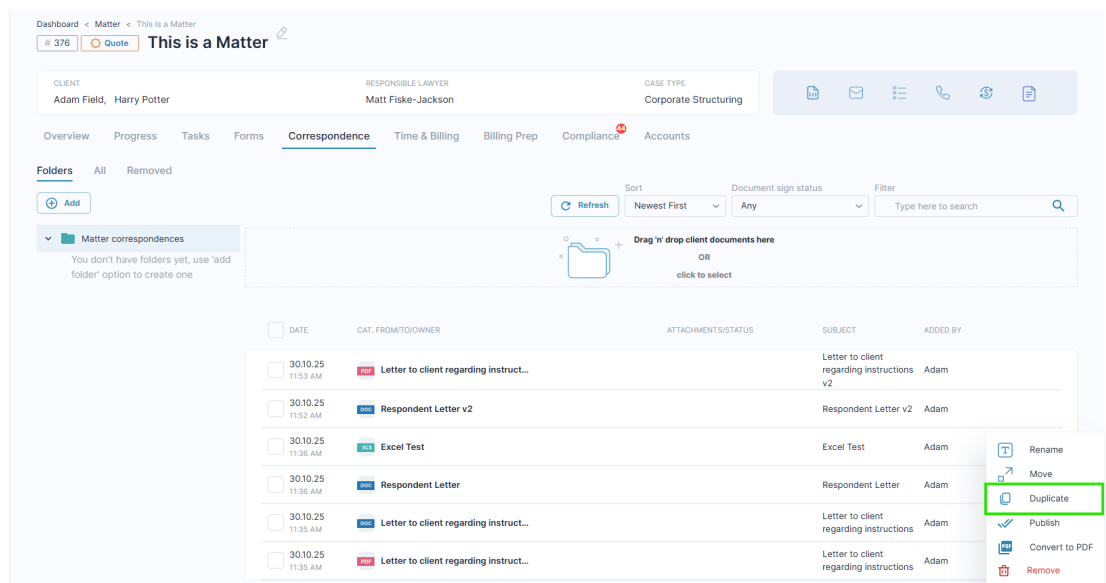 Dashboard < Matter < This is a Matter
# 376 Quote This is a Matter
CLIENT RESPONSIBLE LAWYER CASE TYPE
Adam Field, Harry Potter Matt Fiske-Jackson Corporate Structuring
Overview Progress Tasks Forms Correspondence Time & Billing Billing Prep Compliance 44 Accounts
Folders All Removed
Sort Document sign status Filter
Add Refresh Newest First Any Type here to search
Matter correspondences
You don't have folders yet, use 'add
folder' option to create one
Drag 'n' drop client documents here
OR
click to select
DATE CAT. FROM/TO/OWNER ATTACHMENTS/STATUS SUBJECT ADDED BY
30.10.25
11:53 AM
PDF Letter to client regarding instruct...
Letter to client
regarding instructions
v2
Adam
30.10.25
11:52 AM
DOC Respondent Letter v2
Respondent Letter v2
Adam
30.10.25
11:36 AM
XLS Excel Test
Excel Test
Adam
30.10.25
11:36 AM
DOC Respondent Letter
Respondent Letter
Adam
30.10.25
11:35 AM
DOC Letter to client regarding instruct...
Letter to client
regarding instructions
Adam
30.10.25
11:35 AM
PDF Letter to client regarding instruct...
Letter to client
regarding instructions
Adam
T Rename
Move
Duplicate
Publish
PDF Convert to PDF
Remove